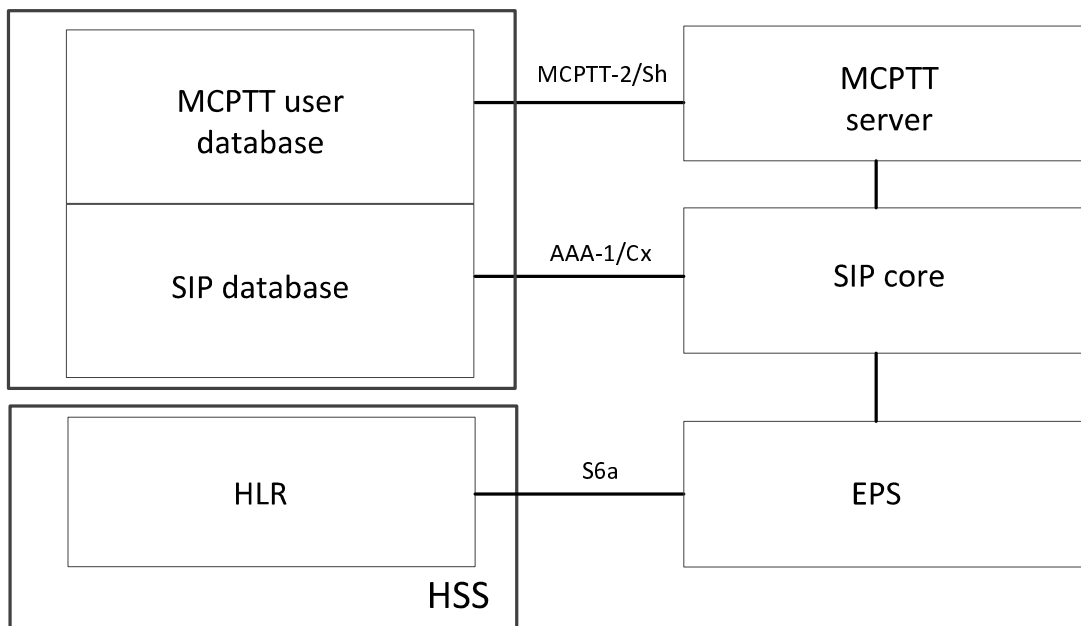 MCPTT user
database
MCPTT-2/Sh
MCPTT
server
SIP database
AAA-1/Cx
SIP core
HLR
S6a
EPS
HSS